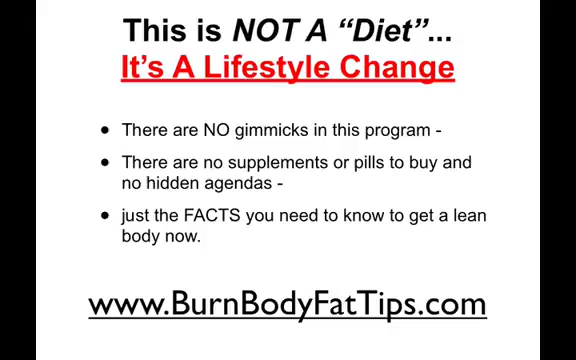 This is NOT A “Diet”...
It’s A Lifestyle Change
• There are NO gimmicks in this program -
• There are no supplements or pills to buy and
no hidden agendas -
• just the FACTS you need to know to get a lean
body now.
www.BurnBodyFatTips.com